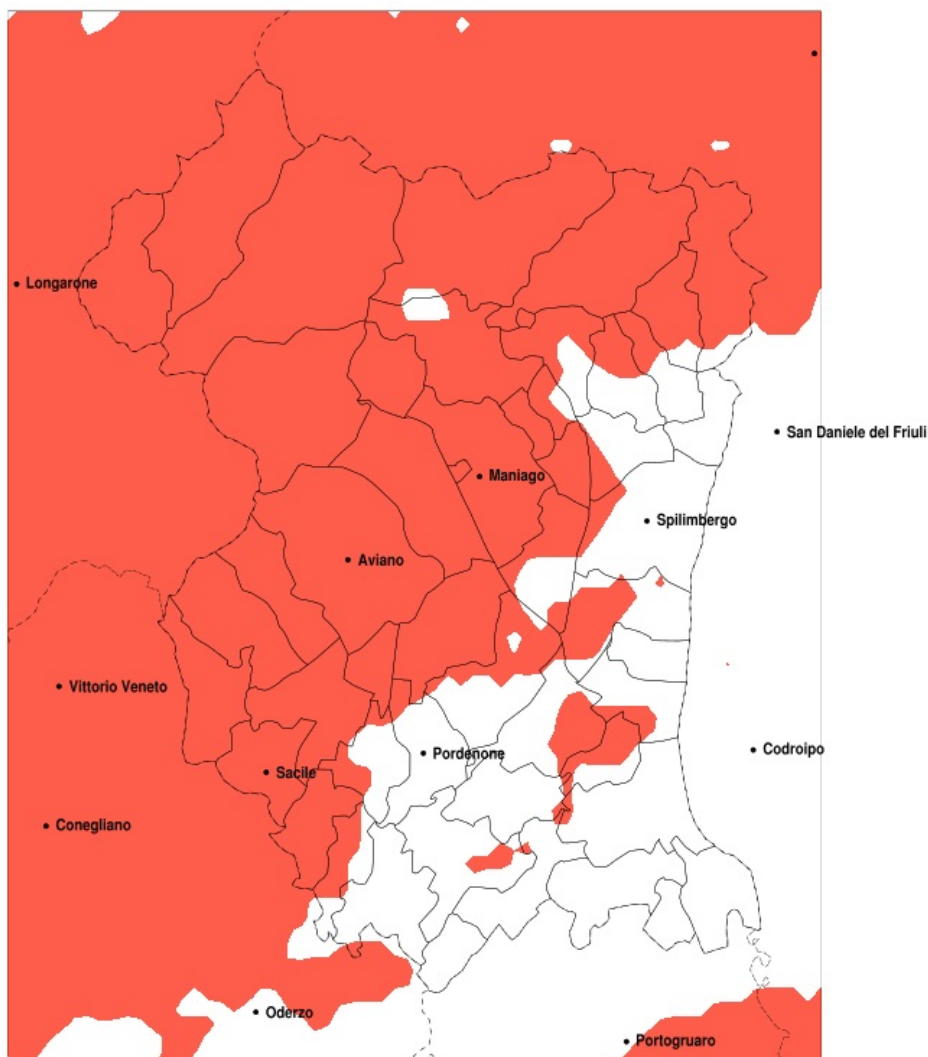 Longarone
San Daniele del Friuli
Maniago
Spilimbergo
Aviano
Vittorio Veneto
Codroipo
Pordenone
Sacile
Conegliano
Oderzo
Portogruaro